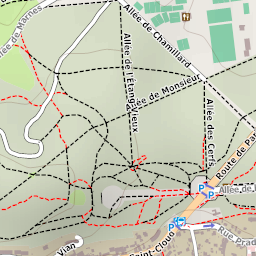 Allée de Chamillard
Allée de Marnes
Allée de l'Étang Vieux
Allée de Monsieur
Allée des Cerfs
Route de Pa
Allée de
P
P
P
Rue Prad
Saint-Cloud
Vian